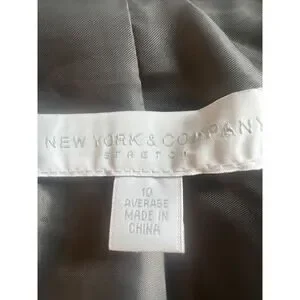 NEW YORK & COMPANY
STRETCH
10
AVERAGE
MADE IN
CHINA